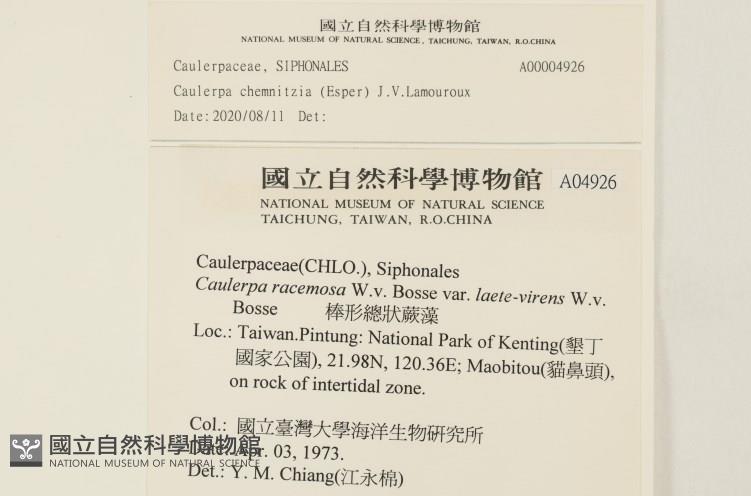 國立自然科學博物館
NATIONAL MUSEUM OF NATURAL SCIENCE, TAICHUNG, TAIWAN, R.O.CHINA
Caulerpaceae, SIPHONALES A00004926
Caulerpa chemnitzia (Esper) J.V.Lamouroux
Date:2020/08/11 Det:
國立自然科學博物館 A04926
NATIONAL MUSEUM OF NATURAL SCIENCE
TAICHUNG, TAIWAN, R.O.CHINA
Caulerpaceae(CHLO.), Siphonales
Caulerpa racemosa W.v. Bosse var. laete-virens W.v.
Bosse 棒形總狀蕨藻
Loc.: Taiwan.Pintung: National Park of Kenting(墾丁
國家公園), 21.98N, 120.36E; Maobitou(貓鼻頭),
on rock of intertidal zone.
Col.: 國立臺灣大學海洋生物研究所
Date: Apr. 03, 1973.
Det.: Y. M. Chiang(江永棉)
國立自然科學博物館
NATIONAL MUSEUM OF NATURAL SCIENCE